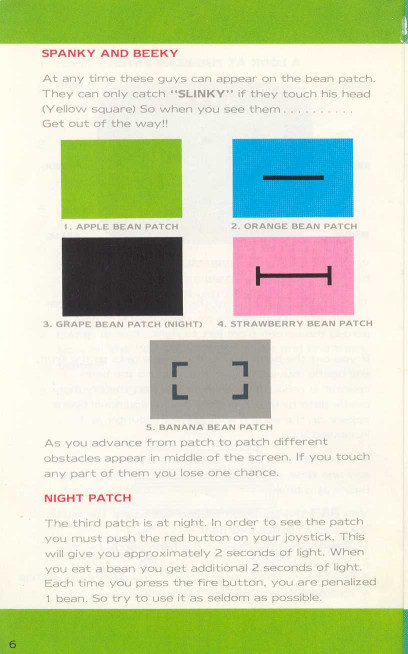 SPANKY AND BEEKY
At any time these guys can appear on the bean patch.
They can only catch "SLINKY" if they touch his head
(Yellow square) So when you see them . . . . . . . . . .
Get out of the way!!
1. APPLE BEAN PATCH
2. ORANGE BEAN PATCH
3. GRAPE BEAN PATCH (NIGHT)
4. STRAWBERRY BEAN PATCH
5. BANANA BEAN PATCH
As you advance from patch to patch different
obstacles appear in middle of the screen. If you touch
any part of them you lose one chance.
NIGHT PATCH
The third patch is at night. In order to see the patch
you must push the red button on your joystick. This
will give you approximately 2 seconds of light. When
you eat a bean you get additional 2 seconds of light.
Each time you press the fire button, you are penalized
1 bean. So try to use it as seldom as possible.
6